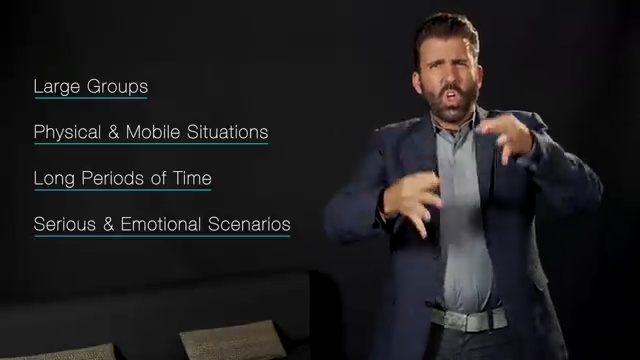 Large Groups
Physical & Mobile Situations
Long Periods of Time
Serious & Emotional Scenarios